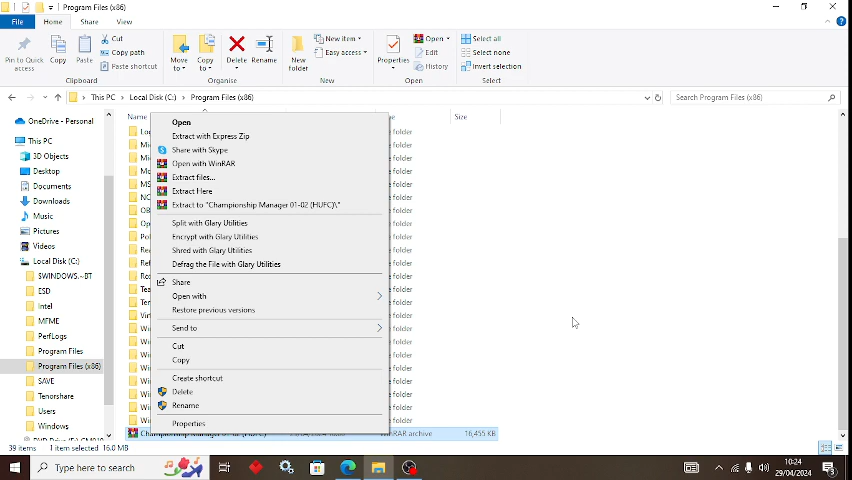 Program Files (x86)
File Home Share View
Pin to Quick access
Copy
Paste
Cut
Copy path
Paste shortcut
Clipboard
Move to
Copy to
Delete
Rename
Organise
New folder
New item
Easy access
New
Properties
Open
Edit
History
Open
Select all
Select none
Invert selection
Select
This PC Local Disk (C:) Program Files (x86)
Search Program Files (x86)
OneDrive - Personal
This PC
3D Objects
Desktop
Documents
Downloads
Music
Pictures
Videos
Local Disk (C:)
$WINDOWS.~BT
ESD
Intel
MFME
PerfLogs
Program Files
Program Files (x86)
SAVE
Tenorshare
Users
Windows
Name Size
Open
Extract with Express Zip
Share with Skype
Open with WinRAR
Extract files...
Extract Here
Extract to "Championship Manager 01-02 (HUFC)\"
Split with Glary Utilities
Encrypt with Glary Utilities
Shred with Glary Utilities
Defrag the File with Glary Utilities
Share
Open with
Restore previous versions
Send to
Cut
Copy
Create shortcut
Delete
Rename
Properties
WinRAR archive 16,455 KB
39 items 1 item selected 16.0 MB
Type here to search
10:24
29/04/2024
3